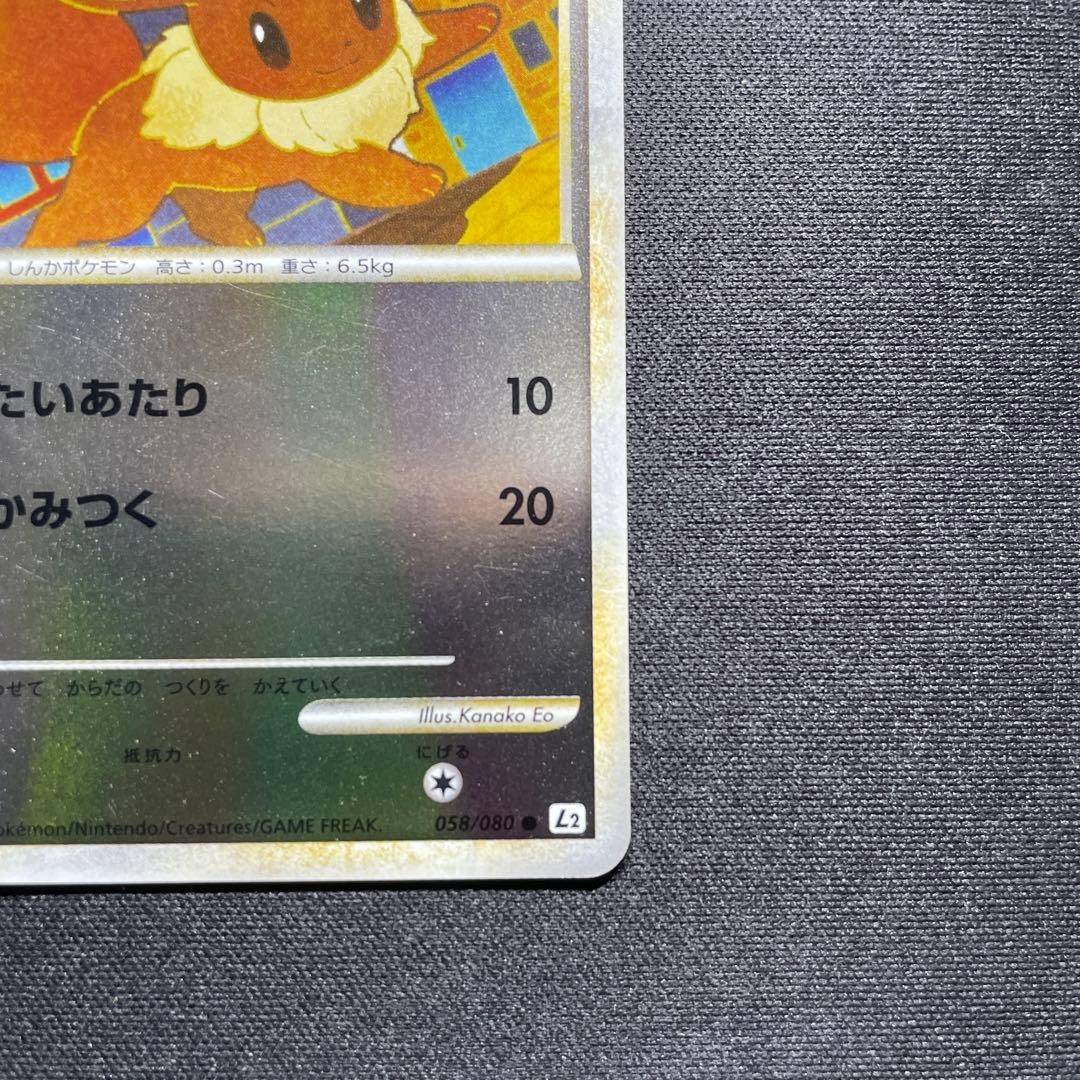 しんかポケモン 高さ：0.3m 重さ：6.5kg
たいあたり 10
かみつく 20
わせて からだの つくりを かえていく
Illus.Kanako Eo
抵抗力 にげる
okémon/Nintendo/Creatures/GAME FREAK. 058/080 ● L2